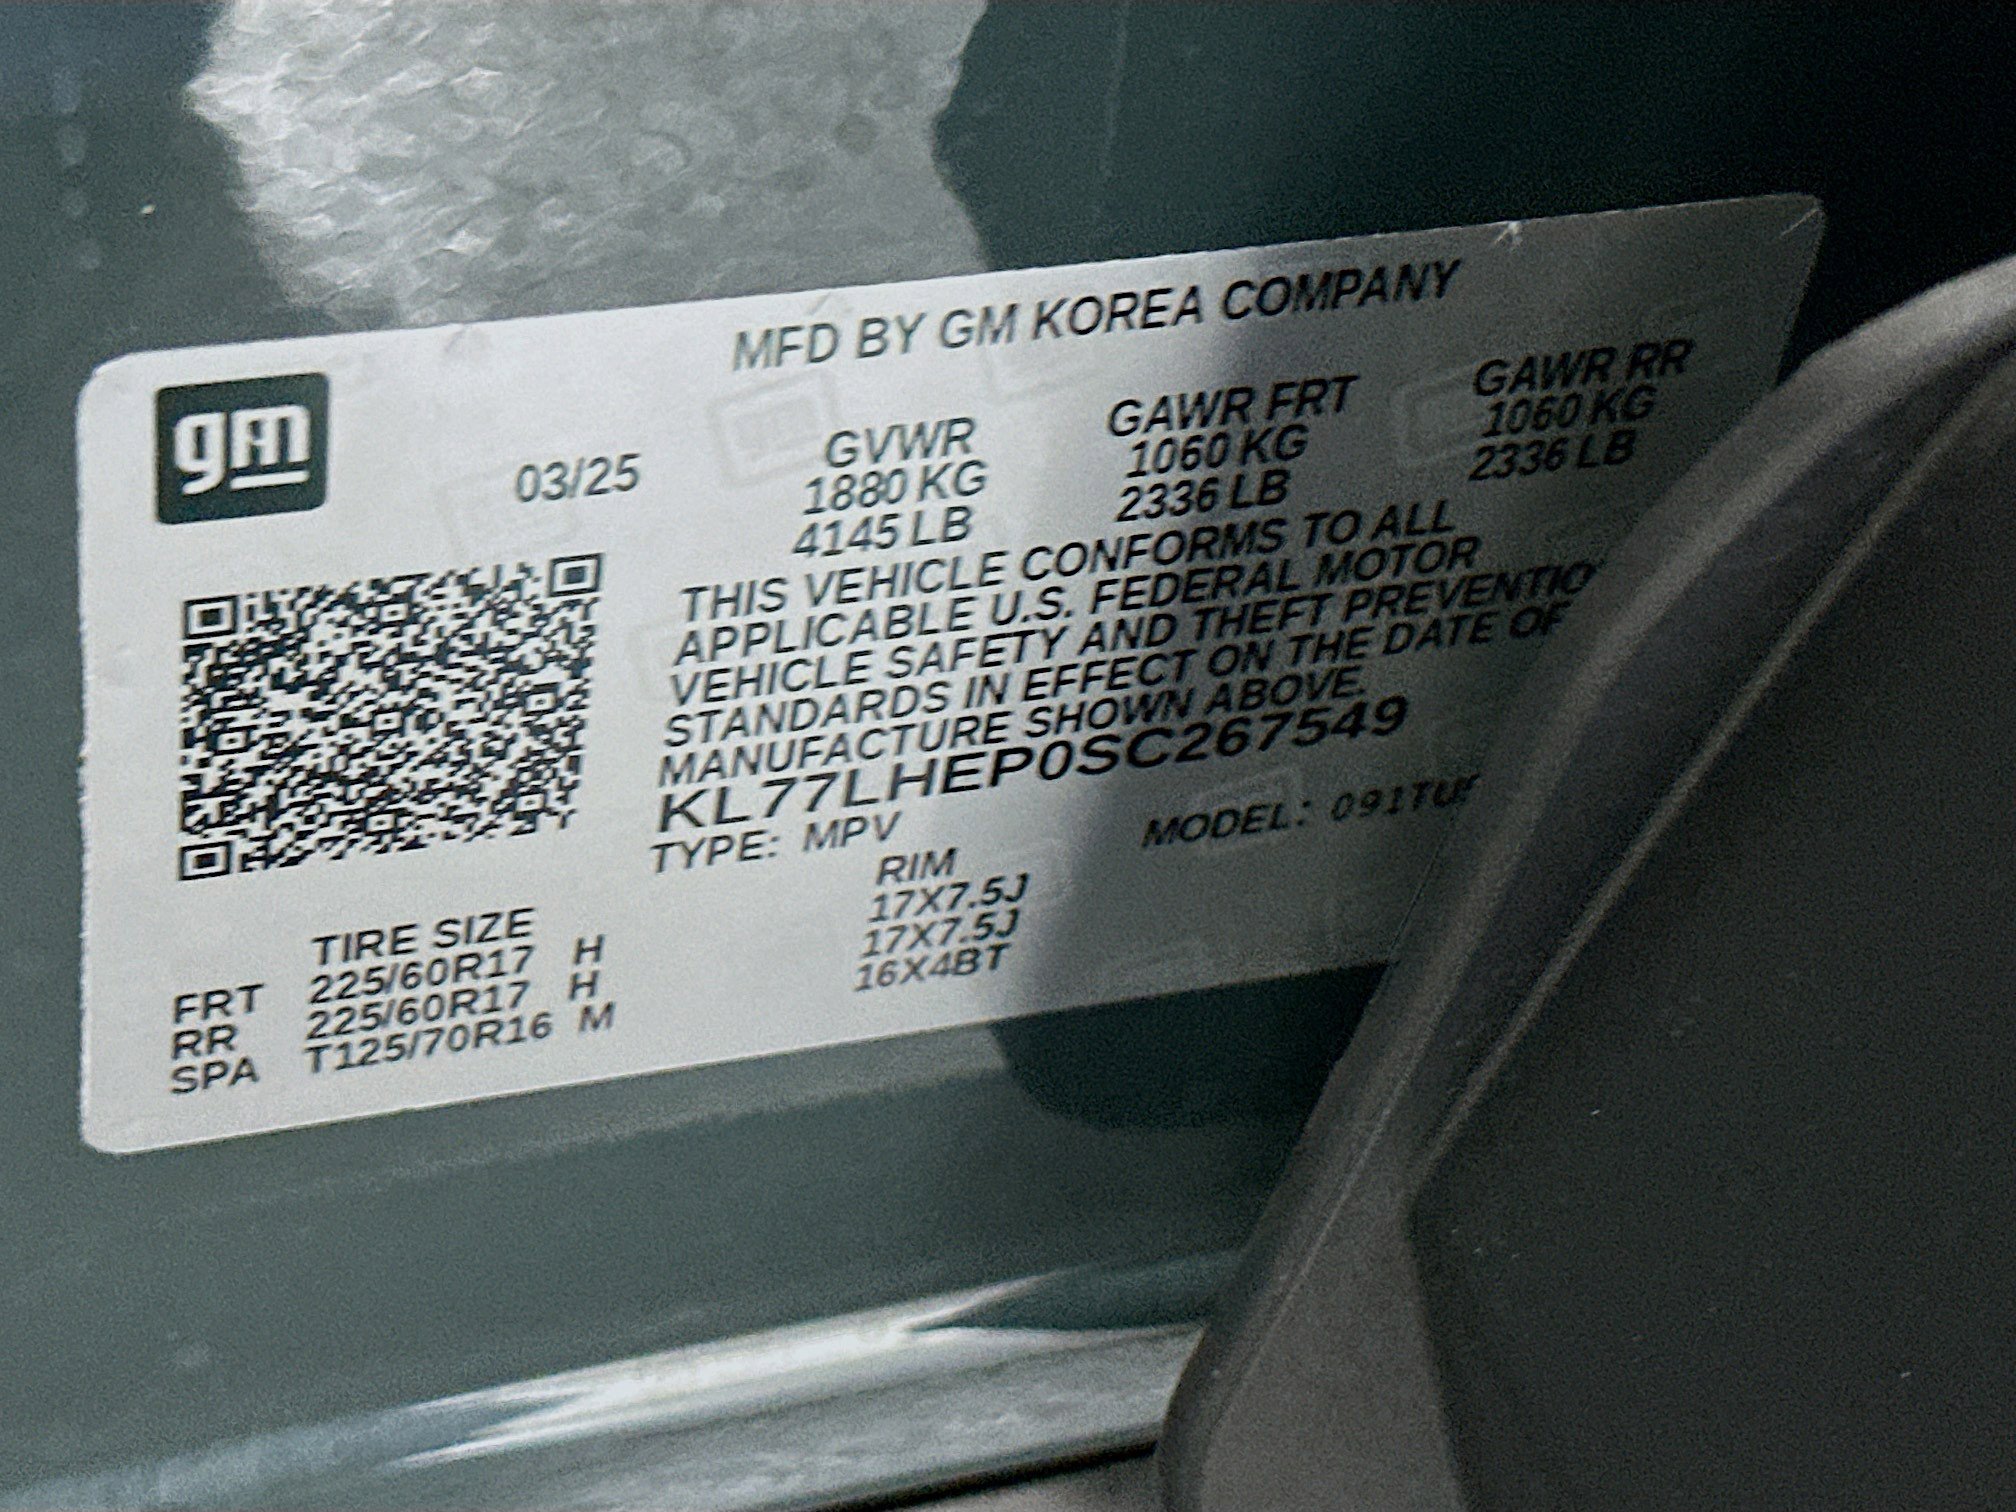 gm
MFD BY GM KOREA COMPANY
03/25
GVWR GAWR FRT GAWR RR
1880 KG 1060 KG 1060 KG
4145 LB 2336 LB 2336 LB
THIS VEHICLE CONFORMS TO ALL
APPLICABLE U.S. FEDERAL MOTOR
VEHICLE SAFETY AND THEFT PREVENTIO
STANDARDS IN EFFECT ON THE DATE OF
MANUFACTURE SHOWN ABOVE.
KL77LHEP0SC267549
TYPE: MPV MODEL:
TIRE SIZE RIM
FRT 225/60R17 H 17X7.5J
RR 225/60R17 H 17X7.5J
SPA T125/70R16 M 16X4BT